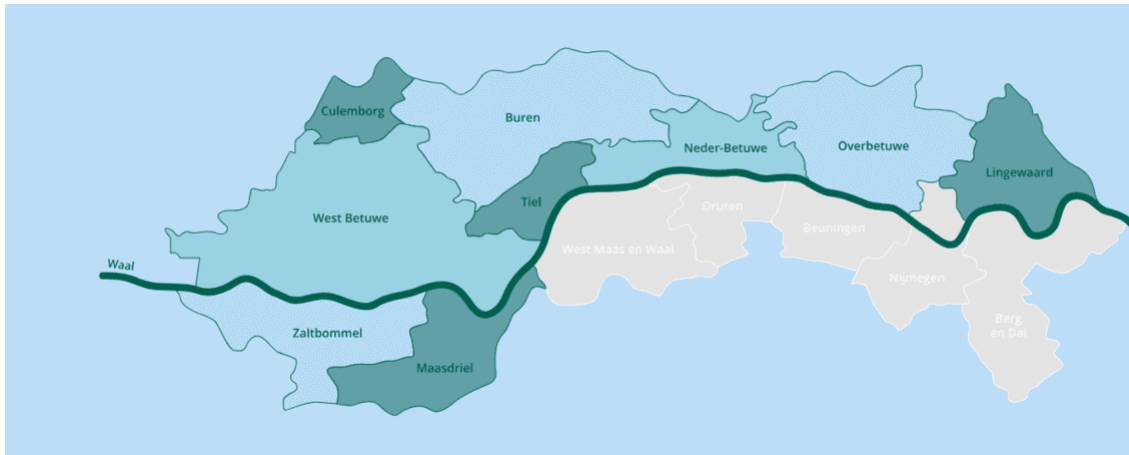 Culemborg
Buren
Neder-Betuwe
Overbetuwe
Lingewaard
Tiel
West Betuwe
Druten
Beuningen
West Maas en Waal
Waal
Nijmegen
Zaltbommel
Berg
en Dal
Maasdriel